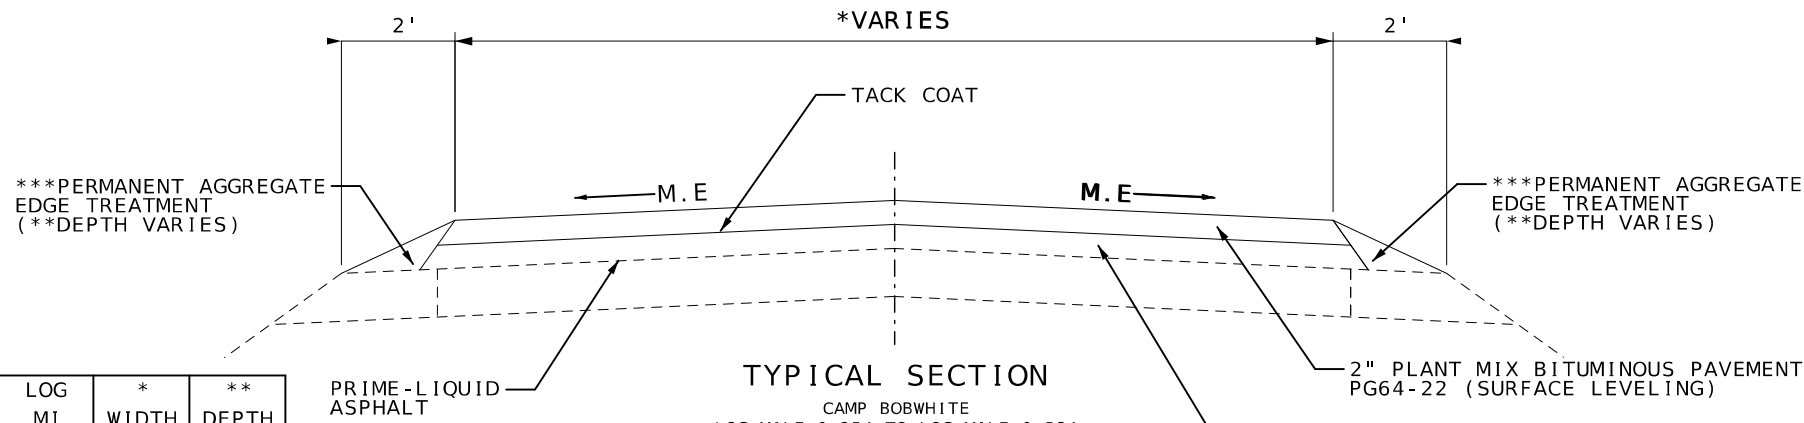 2'
*VARIES
2'
TACK COAT
***PERMANENT AGGREGATE
EDGE TREATMENT
(**DEPTH VARIES)
M.E
M.E
***PERMANENT AGGREGATE
EDGE TREATMENT
(**DEPTH VARIES)
LOG
MI
*
WIDTH
**
DEPTH
PRIME-LIQUID
ASPHALT
TYPICAL SECTION
CAMP BOBWHITE
2" PLANT MIX BITUMINOUS PAVEMENT
PG64-22 (SURFACE LEVELING)